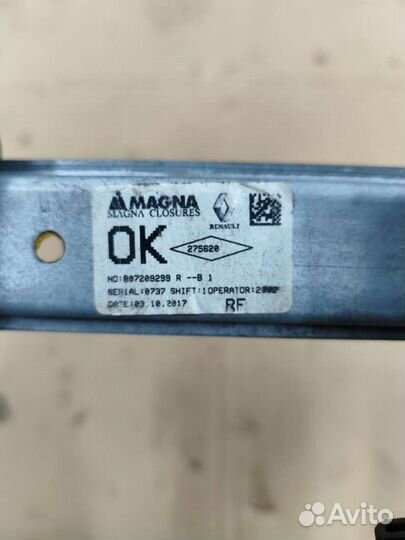 MAGNA
MAGNA CLOSURES
RENAULT
OK
275620
NO:807209299 R --B 1
SERIAL:0737 SHIFT:1OPERATOR:2
DATE:03.10.2017
RF
Avito